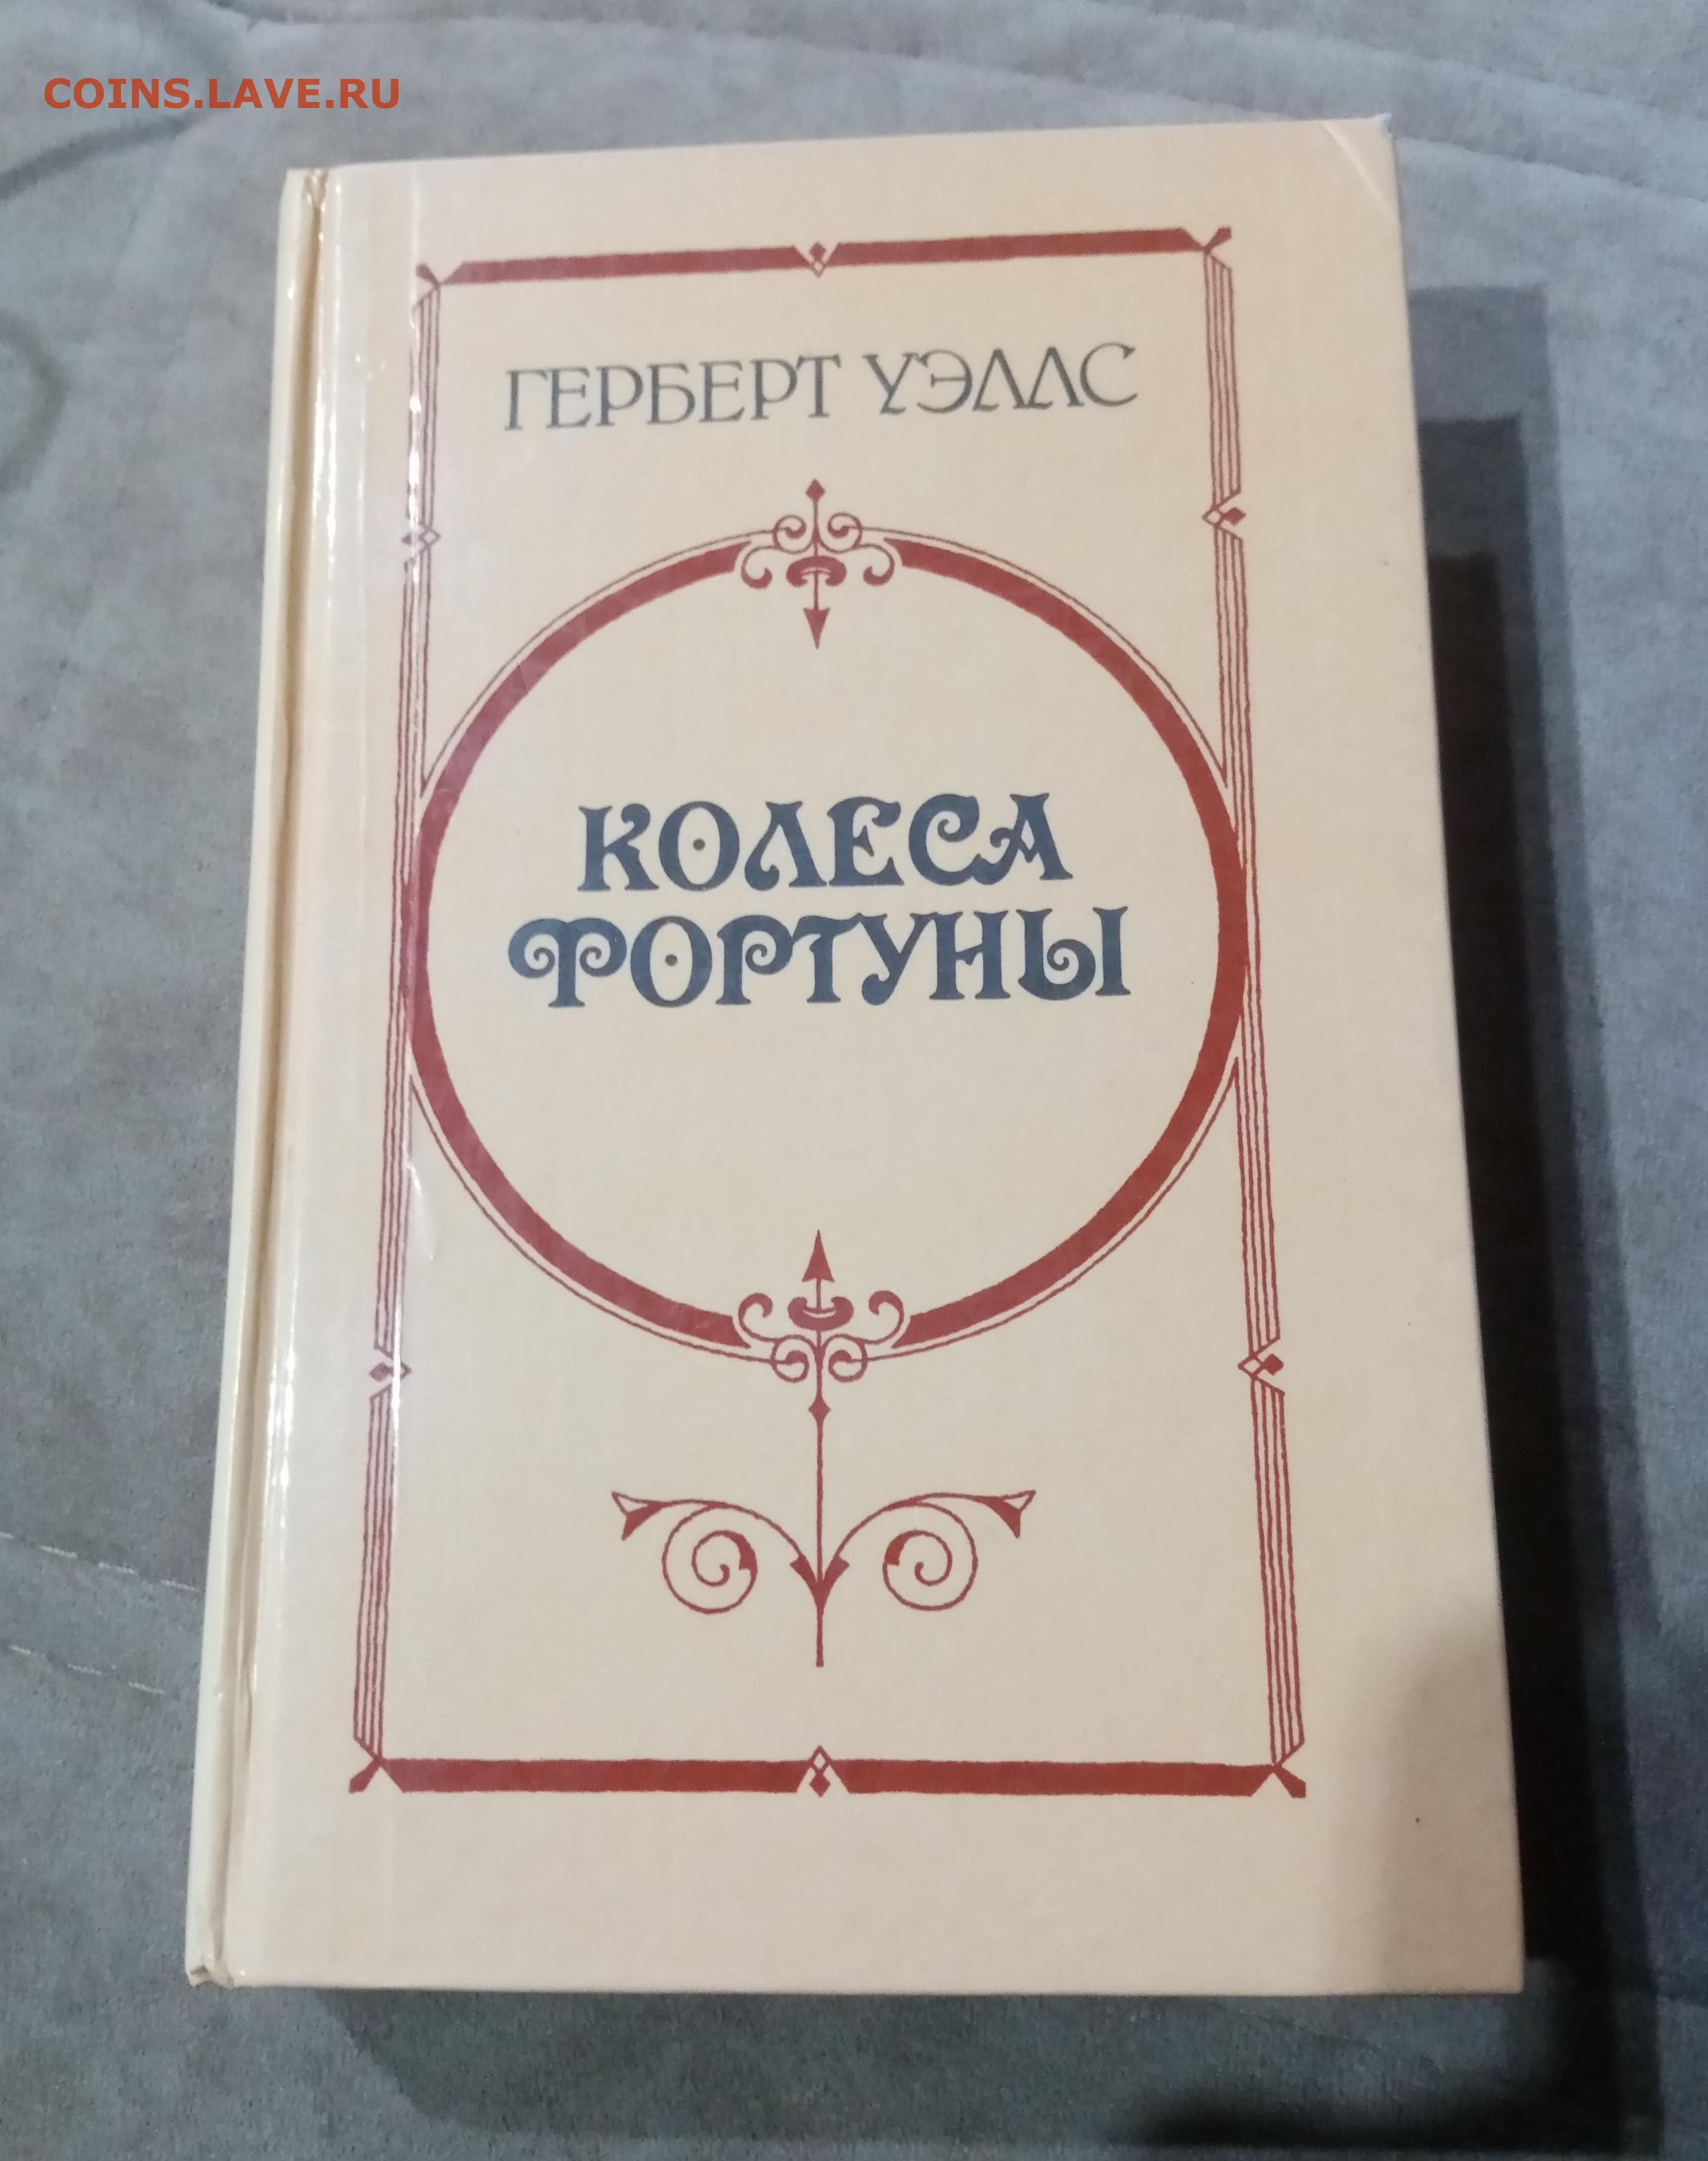 COINS.LAVE.RU
ГЕРБЕРТ УЭЛЛС
КОЛЕСА
ФОРТУНЫ